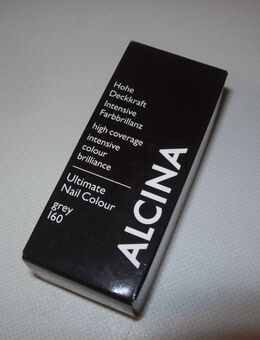 Hohe
Deckkraft
Intensive
Farbbrillanz
high coverage
intensive
colour
brilliance
Ultimate
Nail Colour
grey
160
ALCINA